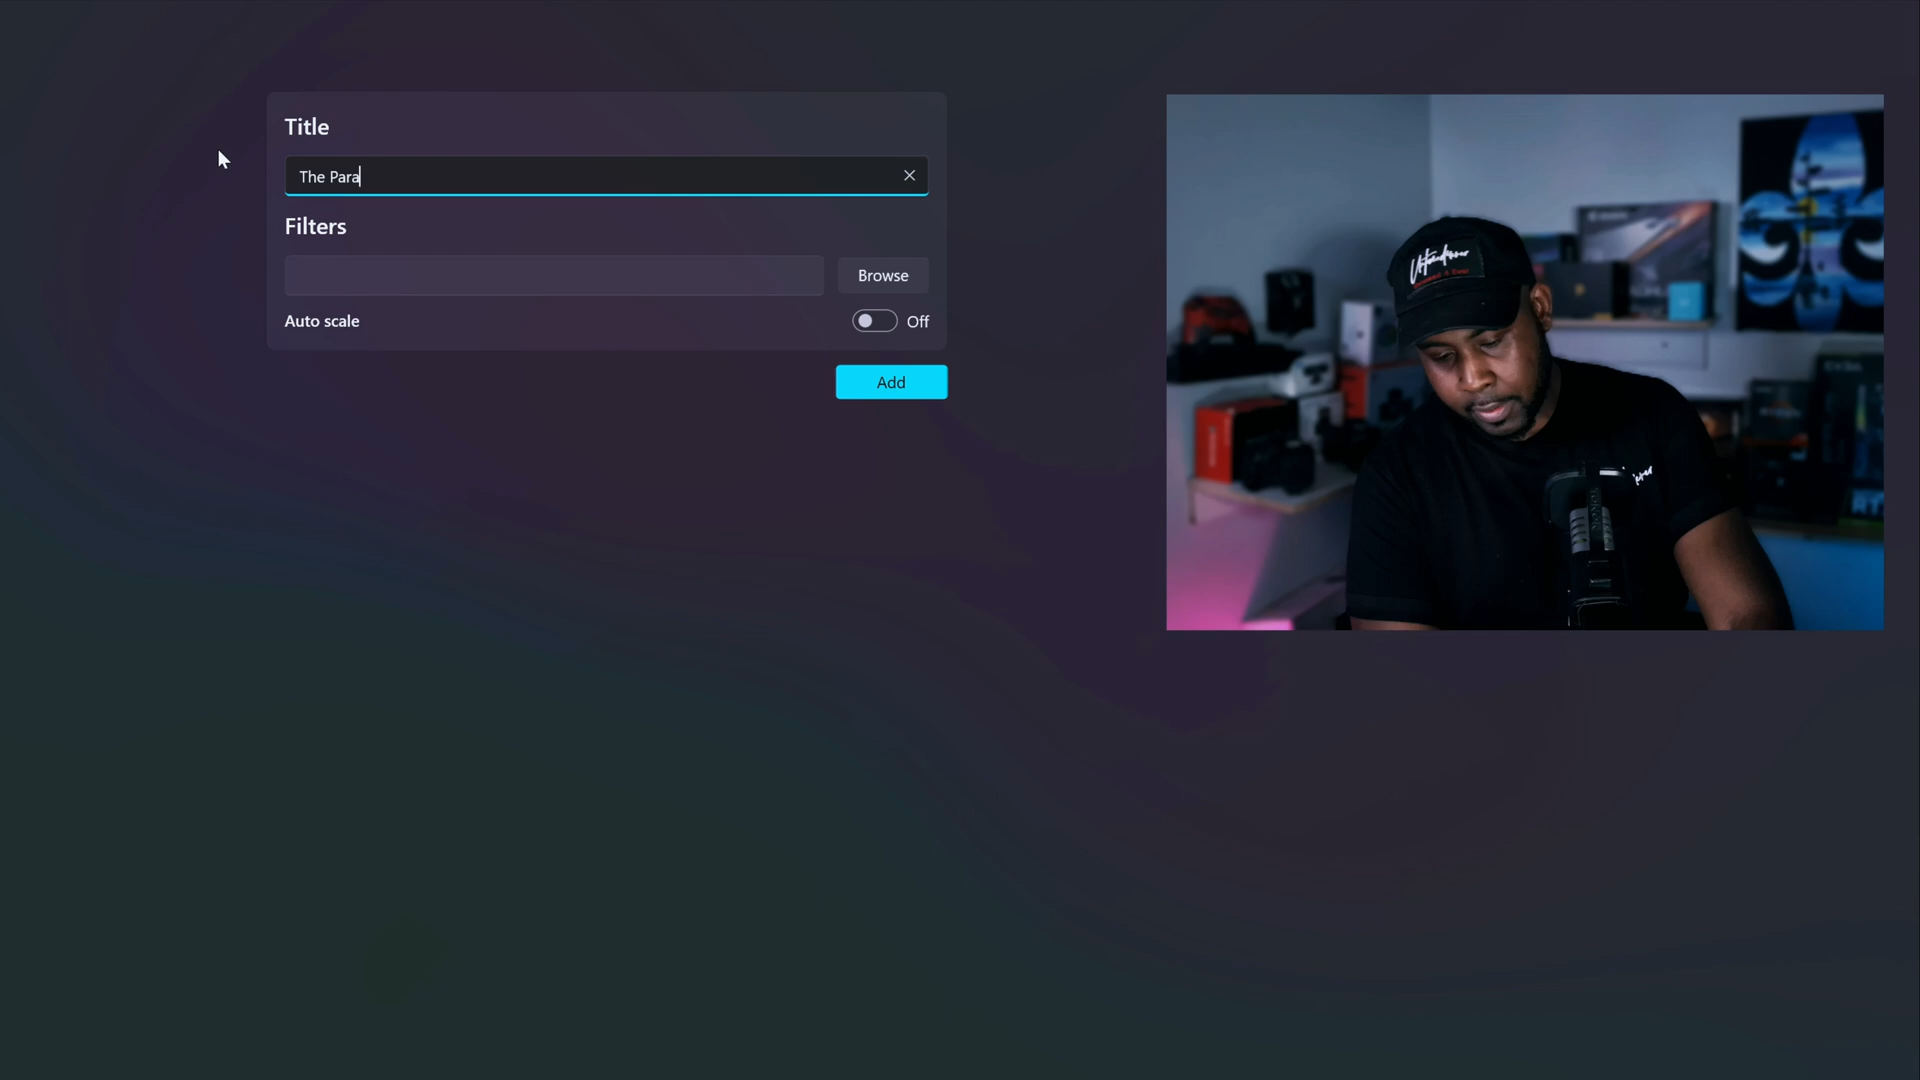 Title
The Para
Filters
Browse
Auto scale
Off
Add